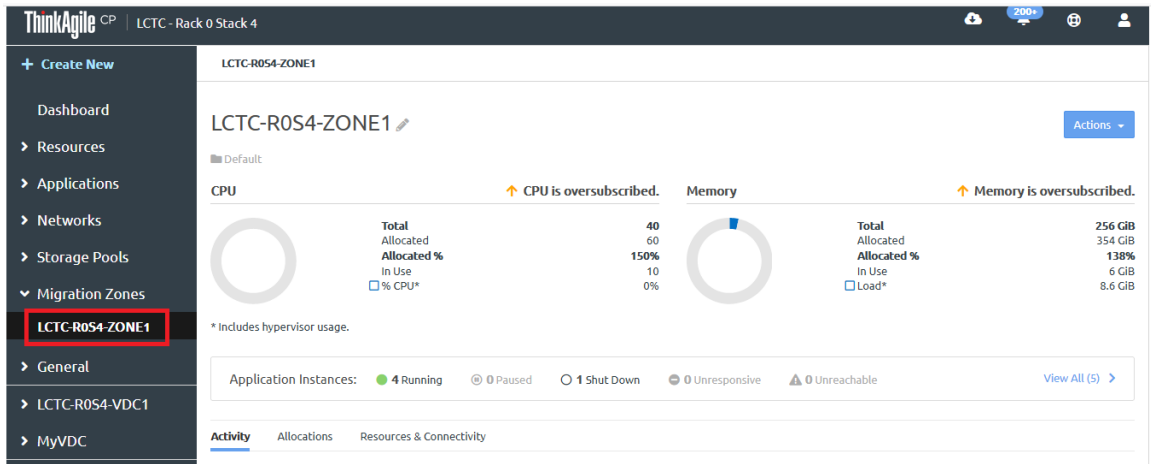 ThinkAgile CP LCTC - Rack 0 Stack 4
200+
+ Create New
Dashboard
Resources
Applications
Networks
Storage Pools
Migration Zones
LCTC-R0S4-ZONE1
General
LCTC-R0S4-VDC1
MyVDC
LCTC-R0S4-ZONE1
LCTC-R0S4-ZONE1
Actions
Default
CPU
CPU is oversubscribed.
Total 40
Allocated 60
Allocated % 150%
In Use 10
% CPU* 0%
Memory
Memory is oversubscribed.
Total 256 GiB
Allocated 354 GiB
Allocated % 138%
In Use 6 GiB
Load* 8.6 GiB
* Includes hypervisor usage.
Application Instances: 4 Running 0 Paused 1 Shut Down 0 Unresponsive 0 Unreachable View All (5)
Activity Allocations Resources & Connectivity